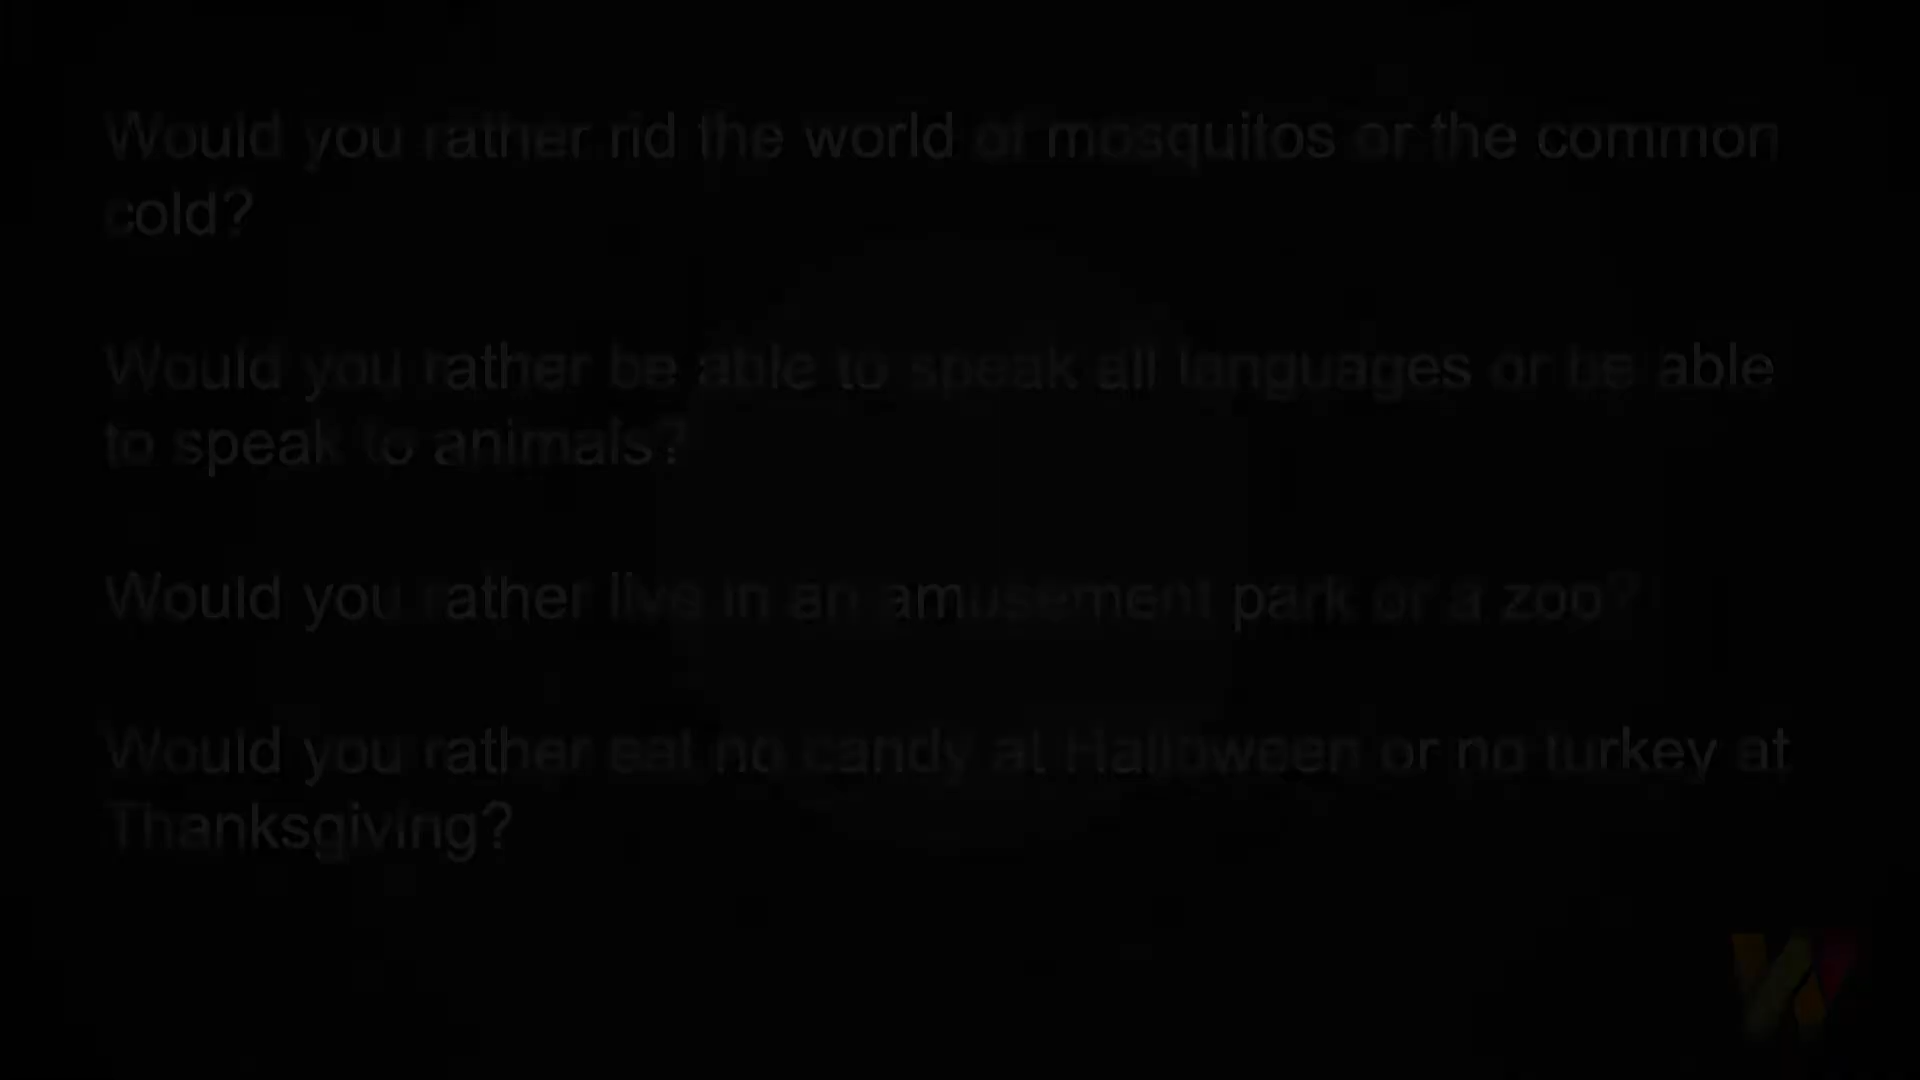 Would you rather rid the world of mosquitos or the common
cold?
Would you rather be able to speak all languages or be able
to speak to animals?
Would you rather live in an amusement park or a zoo?
Would you rather eat no candy at Halloween or no turkey at
Thanksgiving?